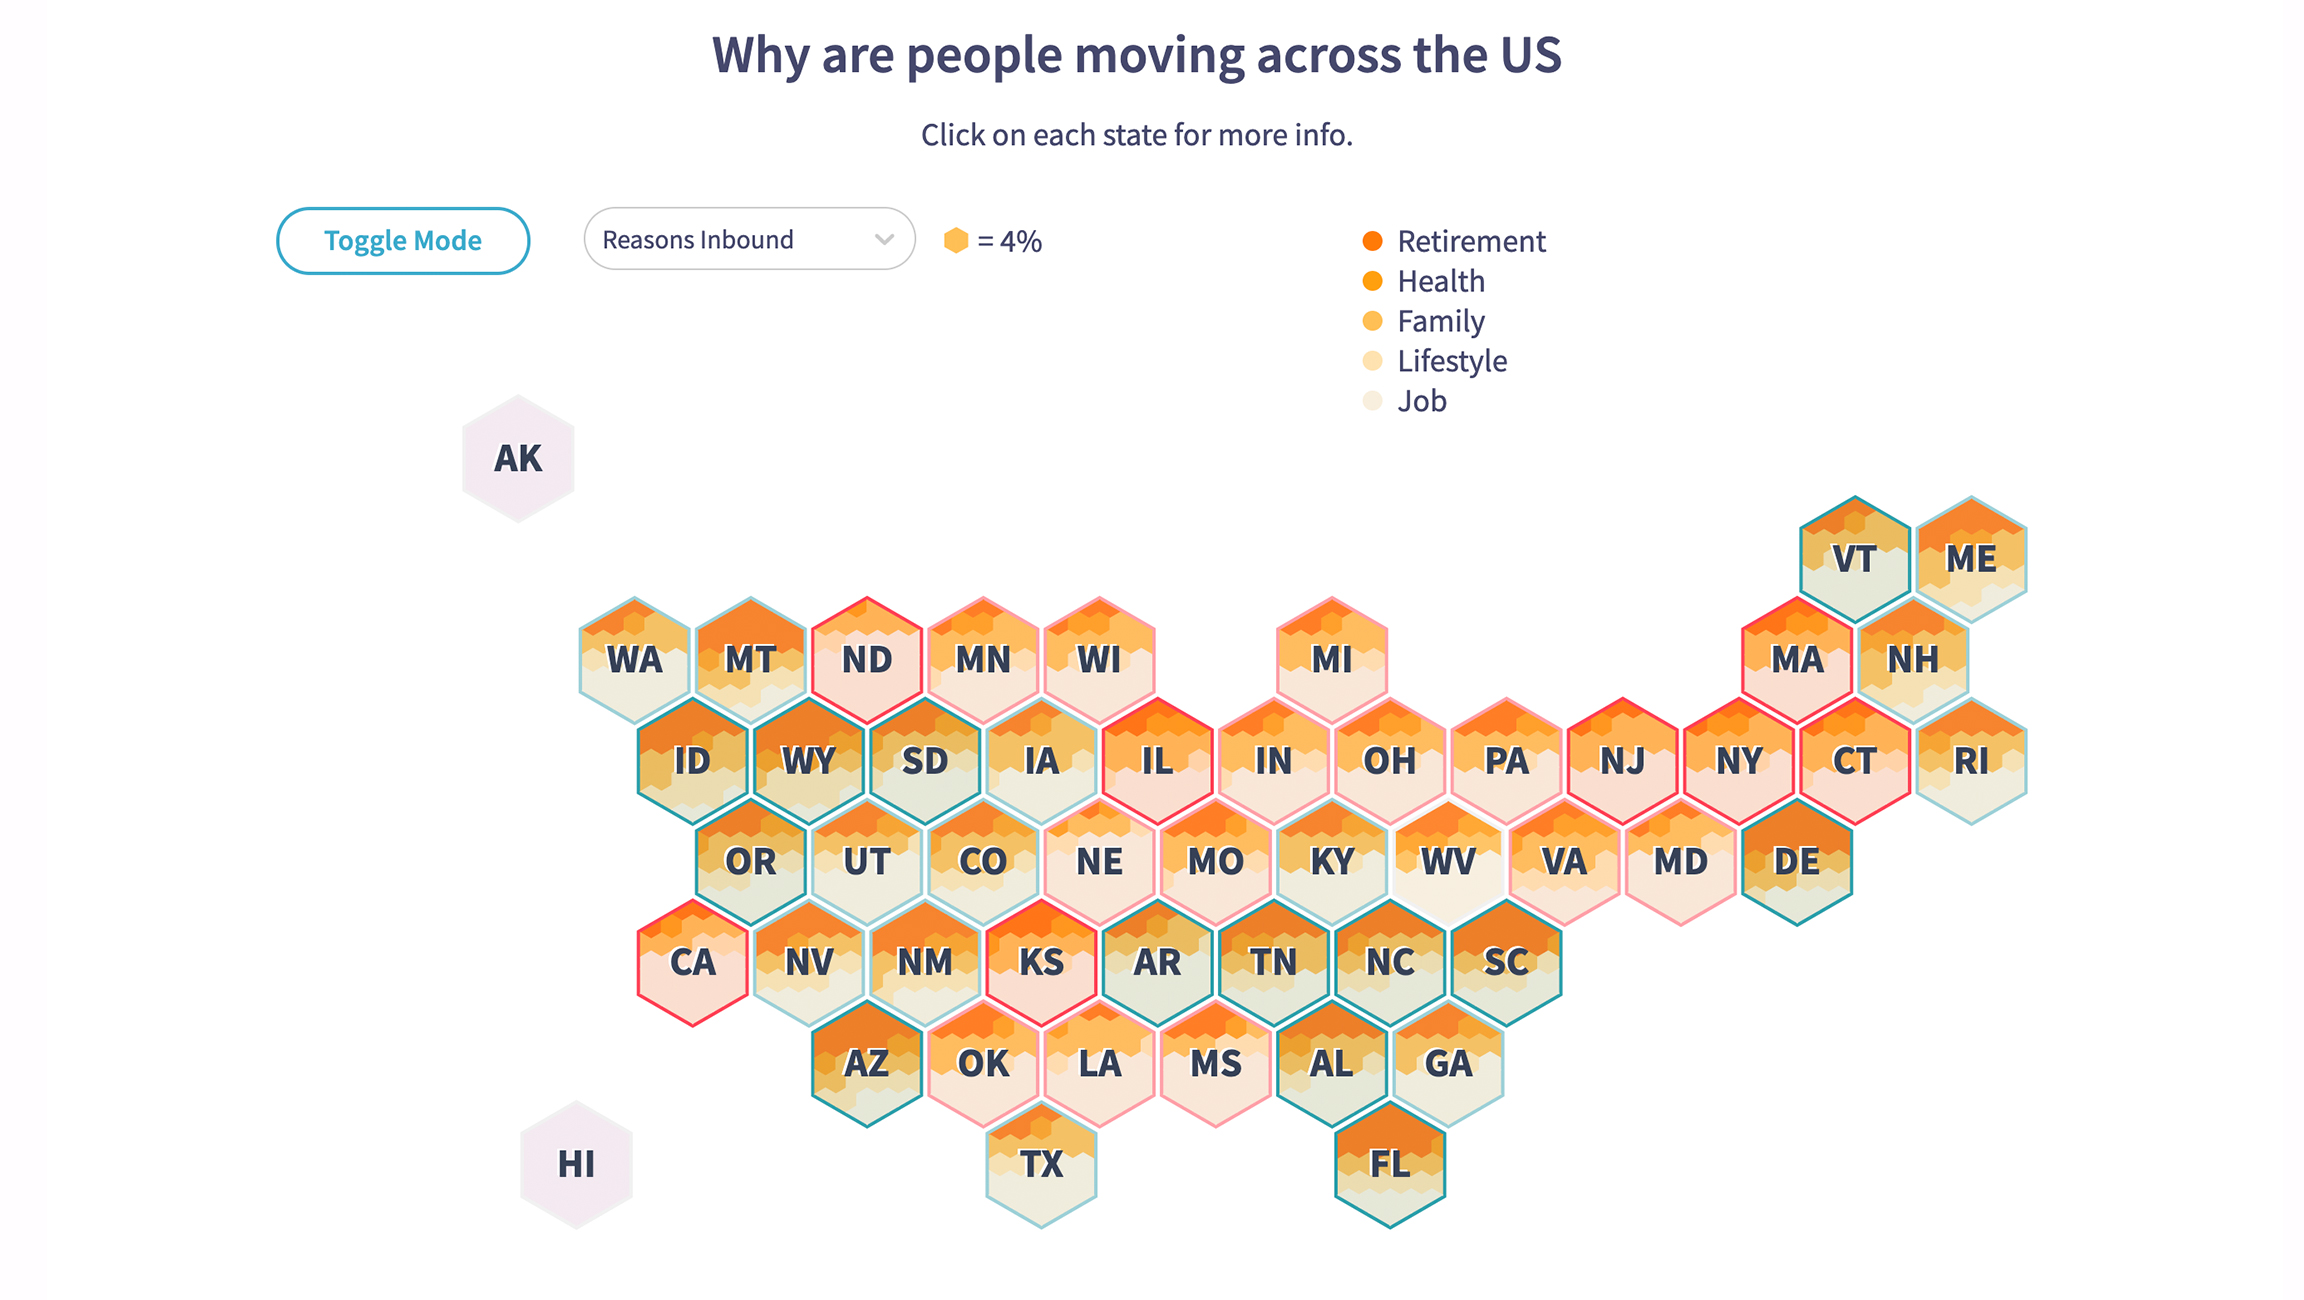 Why are people moving across the US
Click on each state for more info.
Toggle Mode
Reasons Inbound
= 4%
Retirement
Health
Family
Lifestyle
Job
AK
VT ME
WA MT ND MN WI MI MA NH
ID WY SD IA IL IN OH PA NJ NY CT RI
OR UT CO NE MO KY WV VA MD DE
CA NV NM KS AR TN NC SC
AZ OK LA MS AL GA
HI TX FL